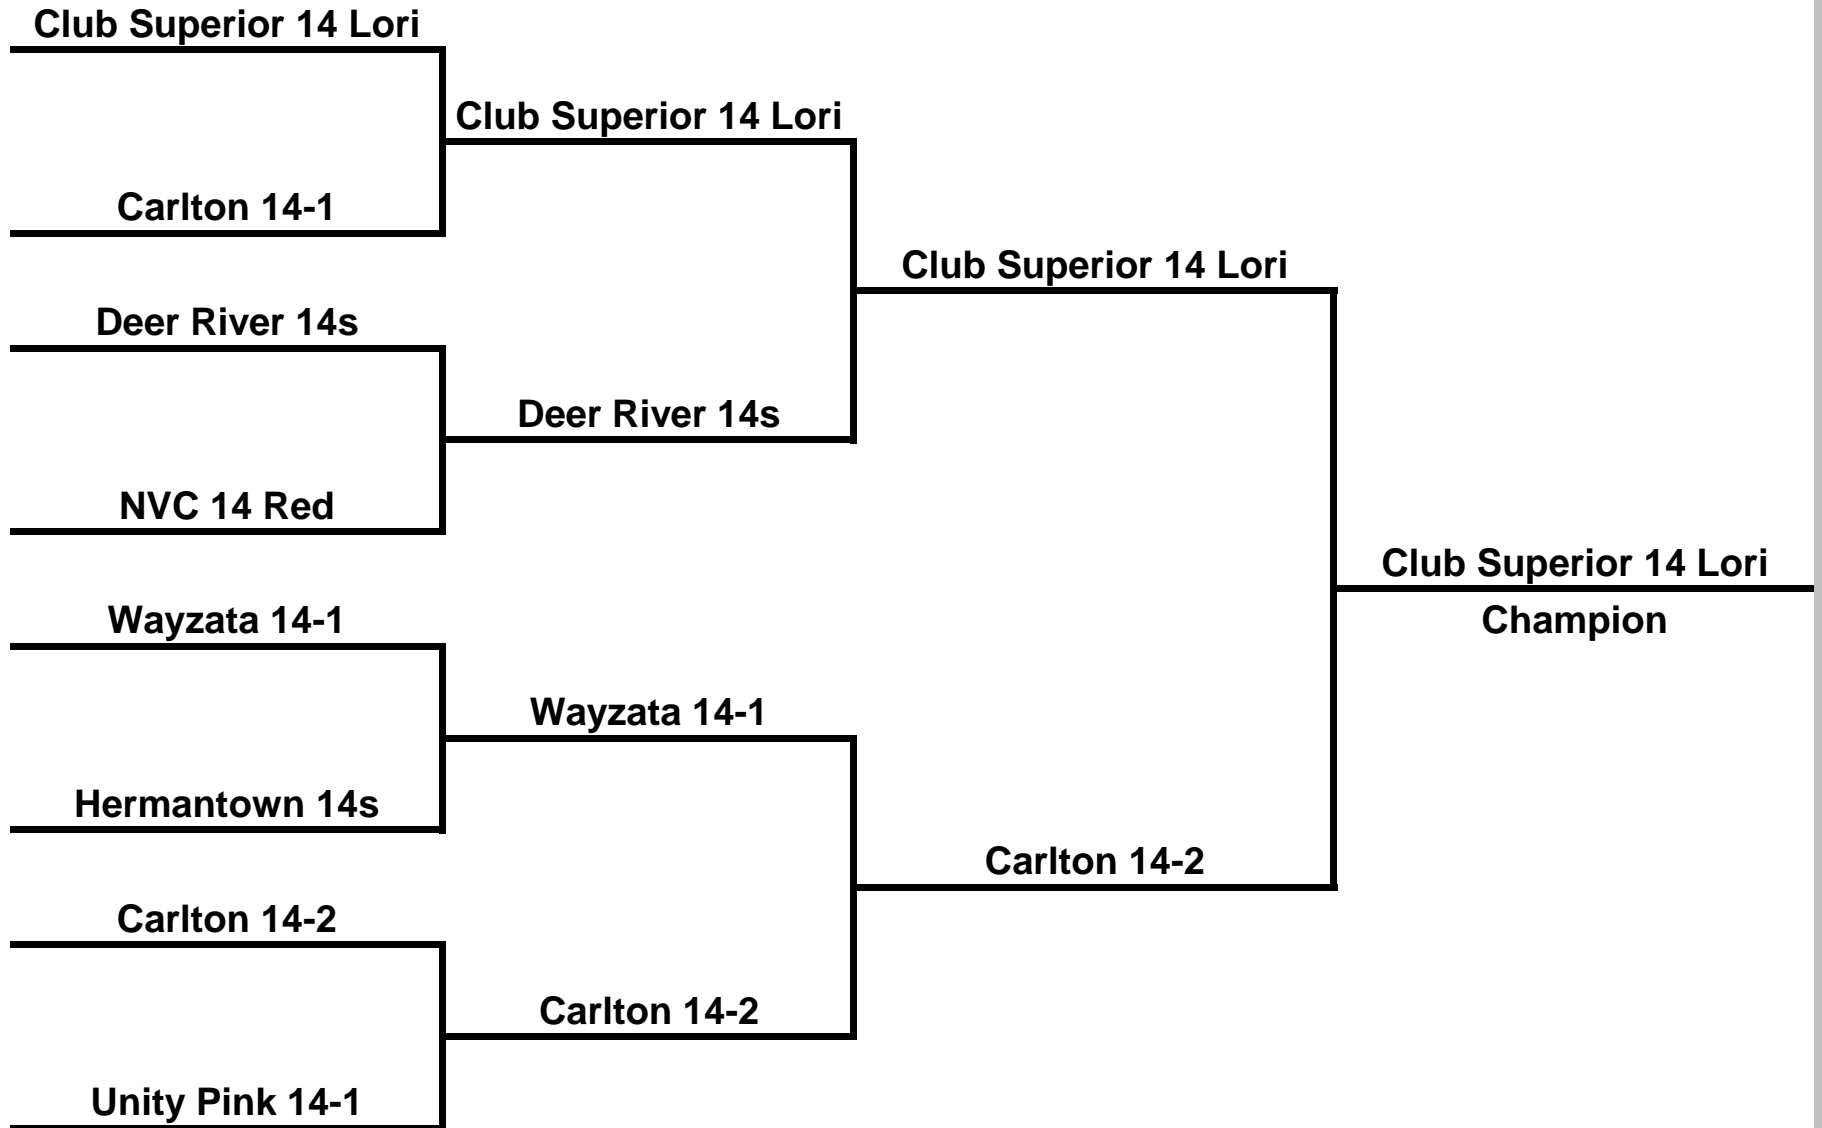 Club Superior 14 Lori
Club Superior 14 Lori
Carlton 14-1
Club Superior 14 Lori
Deer River 14s
Deer River 14s
NVC 14 Red
Club Superior 14 Lori
Wayzata 14-1
Champion
Wayzata 14-1
Hermantown 14s
Carlton 14-2
Carlton 14-2
Carlton 14-2
Unity Pink 14-1